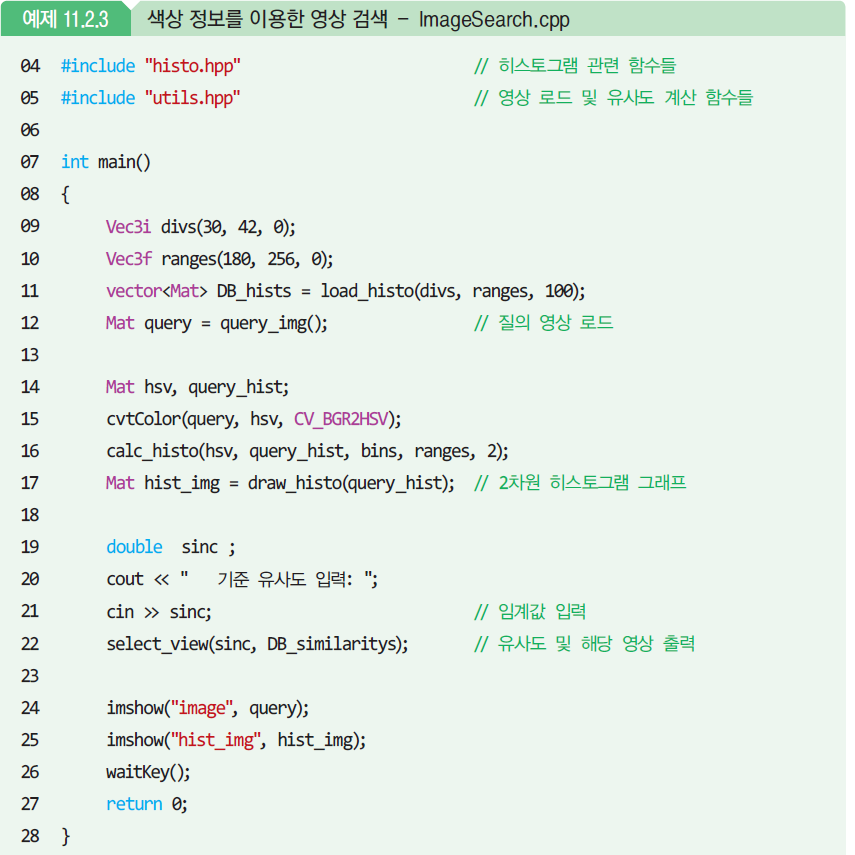 예제 11.2.3 색상 정보를 이용한 영상 검색 - ImageSearch.cpp
04 #include "histo.hpp" // 히스토그램 관련 함수들
05 #include "utils.hpp" // 영상 로드 및 유사도 계산 함수들
06
07 int main()
08 {
09 Vec3i divs(30, 42, 0);
10 Vec3f ranges(180, 256, 0);
11 vector<Mat> DB_hists = load_histo(divs, ranges, 100);
12 Mat query = query_img(); // 질의 영상 로드
13
14 Mat hsv, query_hist;
15 cvtColor(query, hsv, CV_BGR2HSV);
16 calc_histo(hsv, query_hist, bins, ranges, 2);
17 Mat hist_img = draw_histo(query_hist); // 2차원 히스토그램 그래프
18
19 double sinc ;
20 cout << "   기준 유사도 입력: ";
21 cin >> sinc; // 임계값 입력
22 select_view(sinc, DB_similaritys); // 유사도 및 해당 영상 출력
23
24 imshow("image", query);
25 imshow("hist_img", hist_img);
26 waitKey();
27 return 0;
28 }